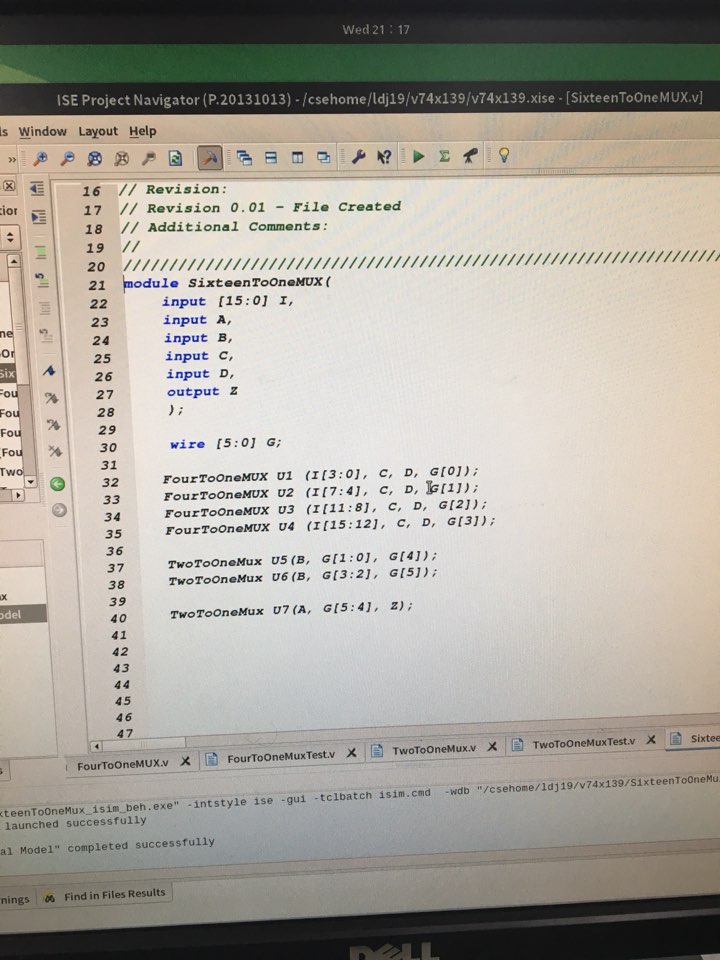 Wed 21 : 17
ISE Project Navigator (P.20131013) - /csehome/ldj19/v74x139/v74x139.xise - [SixteenToOneMUX.v]
Window Layout Help
»
16 // Revision:
17 // Revision 0.01 - File Created
18 // Additional Comments:
19 //
20 ////////////////////////////////////////////////////////////////////////////////
21 module SixteenToOneMUX(
22 input [15:0] I,
23 input A,
24 input B,
25 input C,
26 input D,
27 output Z
28 );
29
30 wire [5:0] G;
31
32 FourToOneMUX U1 (I[3:0], C, D, G[0]);
33 FourToOneMUX U2 (I[7:4], C, D, G[1]);
34 FourToOneMUX U3 (I[11:8], C, D, G[2]);
35 FourToOneMUX U4 (I[15:12], C, D, G[3]);
36
37 TwoToOneMux U5(B, G[1:0], G[4]);
38 TwoToOneMux U6(B, G[3:2], G[5]);
39
40 TwoToOneMux U7(A, G[5:4], Z);
41
42
43
44
45
46
47
Six
Fou
Fou
Fou
Fou
Two
FourToOneMUX.v FourToOneMuxTest.v TwoToOneMux.v TwoToOneMuxTest.v Sixtee
xteenToOneMux_isim_beh.exe" -intstyle ise -gui -tclbatch isim.cmd -wdb "/csehome/ldj19/v74x139/SixteenToOneMu
launched successfully
al Model" completed successfully
nings Find in Files Results
DELL